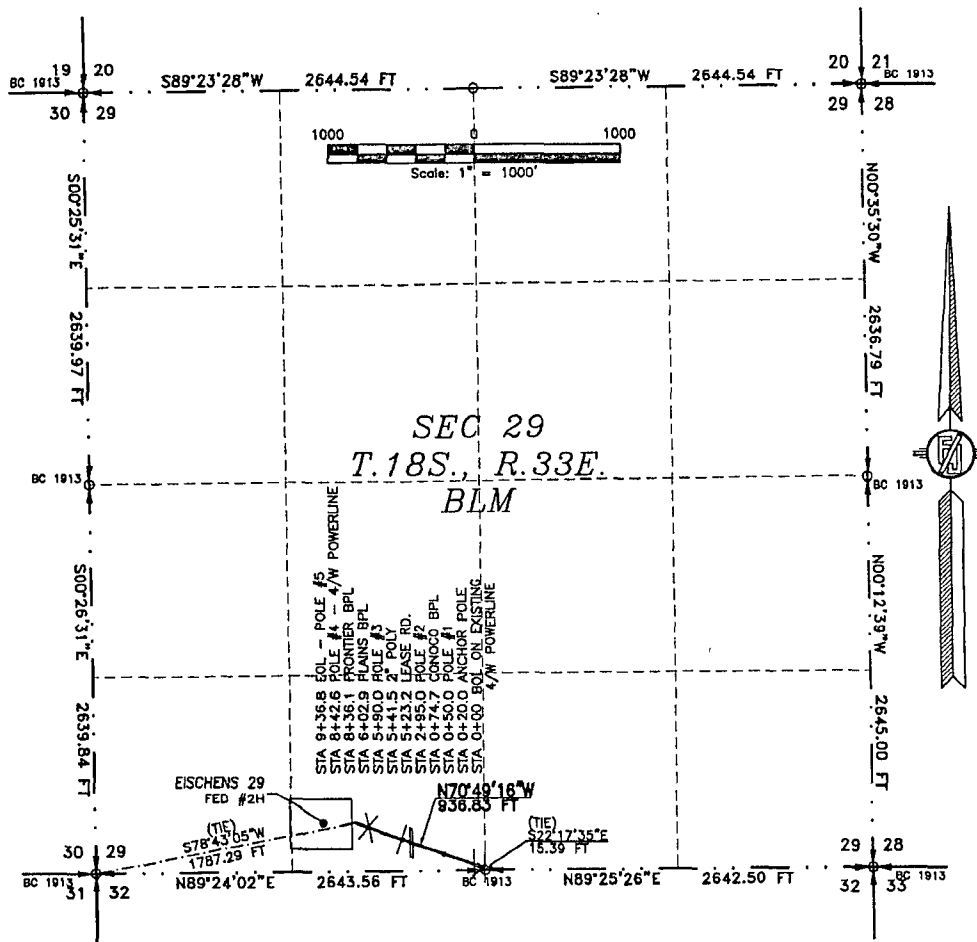 19 20
20 21
BC 1913
S89°23'28"W 2644.54 FT
S89°23'28"W 2644.54 FT
BC 1913
30 29
29 28
1000 0 1000
Scale: 1" = 1000'
S00°25'31"E 2639.97 FT
N00°35'30"W 2636.79 FT
SEC 29
T.18S., R.33E.
BLM
BC 1913
BC 1913
S00°26'31"E 2639.84 FT
N00°12'39"W 2645.00 FT
STA 9+36.8 EOL - POLE #5
STA 8+42.6 POLE #4 - 4/W POWERLINE
STA 8+36.1 FRONTIER BPL
STA 6+02.9 PLAINS BPL
STA 5+90.0 POLE #3
STA 5+41.5 2" POLY
STA 5+23.2 LEASE RD.
STA 2+95.0 POLE #2
STA 0+74.7 CONOCO BPL
STA 0+50.0 POLE #1
STA 0+20.0 ANCHOR POLE
STA 0+00 BOL ON EXISTING
4/W POWERLINE
EISCHENS 29
FED #2H
N70°49'16"W
936.83 FT
(TIE)
S78°43'05"W
1787.29 FT
(TIE)
S22°17'35"E
15.39 FT
30 29
29 28
BC 1913
N89°24'02"E 2643.56 FT
BC 1913
N89°25'26"E 2642.50 FT
BC 1913
31 32
32 33